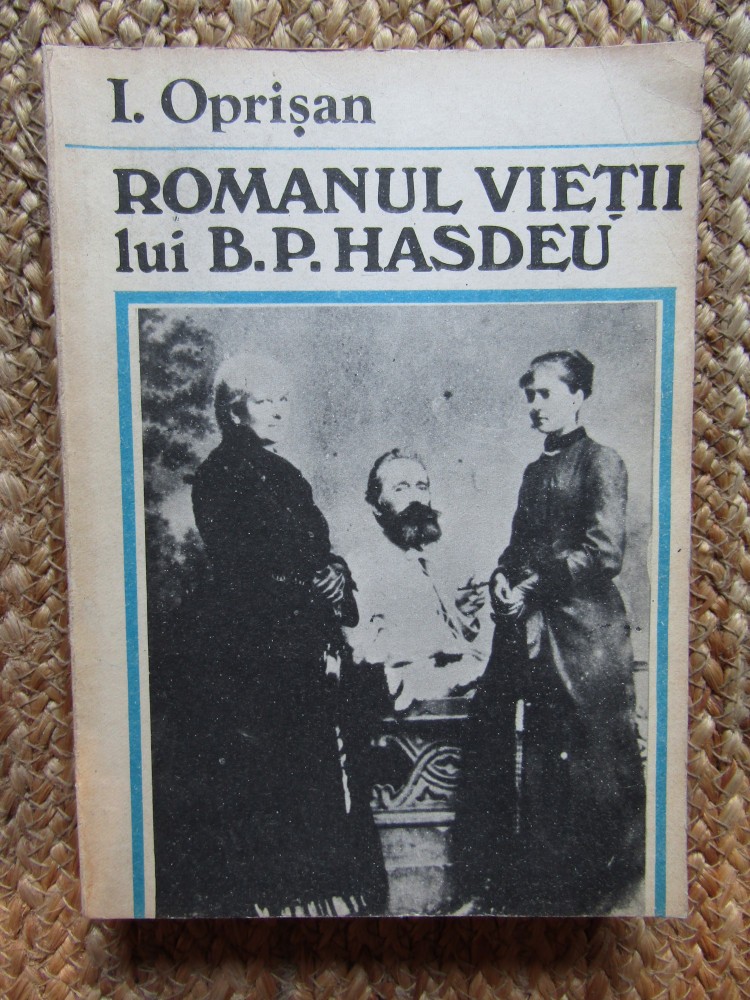 I. Oprișan
ROMANUL VIEȚII
lui B.P. HASDEU